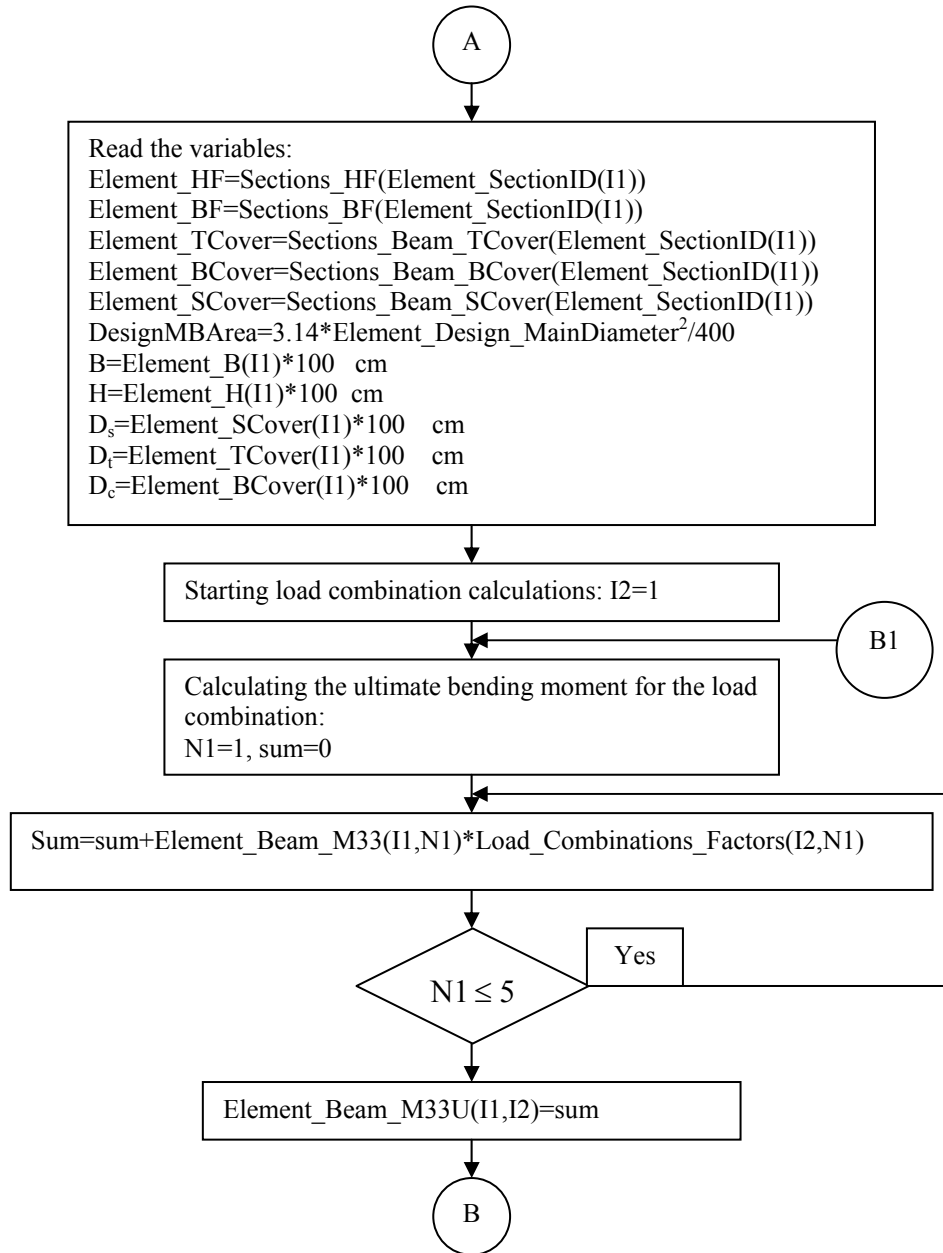 A
Read the variables:
Element_HF=Sections_HF(Element_SectionID(I1))
Element_BF=Sections_BF(Element_SectionID(I1))
Element_TCover=Sections_Beam_TCover(Element_SectionID(I1))
Element_BCover=Sections_Beam_BCover(Element_SectionID(I1))
Element_SCover=Sections_Beam_SCover(Element_SectionID(I1))
DesignMBArea=3.14*Element_Design_MainDiameter²/400
B=Element_B(I1)*100 cm
H=Element_H(I1)*100 cm
Dₛ=Element_SCover(I1)*100 cm
Dₜ=Element_TCover(I1)*100 cm
D_c=Element_BCover(I1)*100 cm
Starting load combination calculations: I2=1
B1
Calculating the ultimate bending moment for the load
combination:
N1=1, sum=0
Sum=sum+Element_Beam_M33(I1,N1)*Load_Combinations_Factors(I2,N1)
Yes
N1 ≤ 5
Element_Beam_M33U(I1,I2)=sum
B